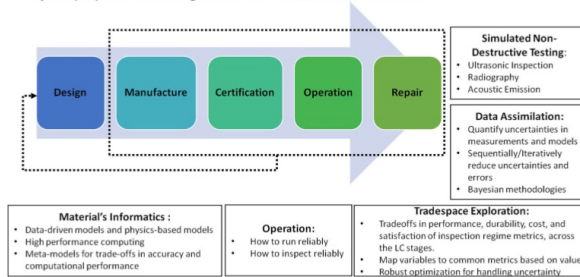 Design
Manufacture
Certification
Operation
Repair
Simulated Non-
Destructive Testing:
• Ultrasonic Inspection
• Radiography
• Acoustic Emission
Data Assimilation:
• Quantify uncertainties in
measurements and models
• Sequentially/Iteratively
reduce uncertainties and
errors
• Bayesian methodologies
Material's Informatics :
• Data-driven models and physics-based models
• High performance computing
• Meta-models for trade-offs in accuracy and
computational performance
Operation:
• How to run reliably
• How to inspect reliably
Tradespace Exploration:
• Tradeoffs in performance, durability, cost, and
satisfaction of inspection regime metrics, across
the LC stages.
• Map variables to common metrics based on value
• Robust optimization for handling uncertainty